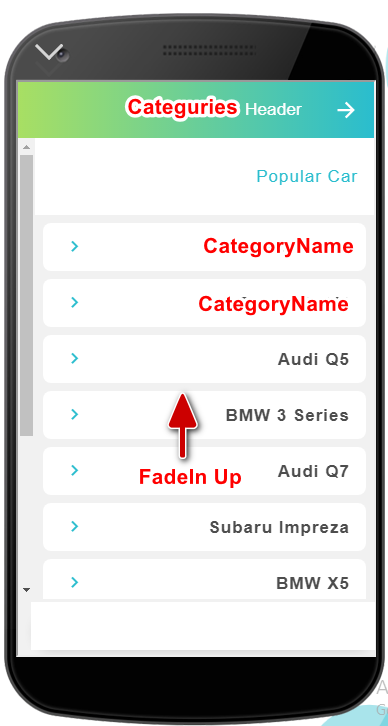 Categuries Header
Popular Car
CategoryName
CategoryName
Audi Q5
BMW 3 Series
FadeIn Up
Audi Q7
Subaru Impreza
BMW X5
A
G